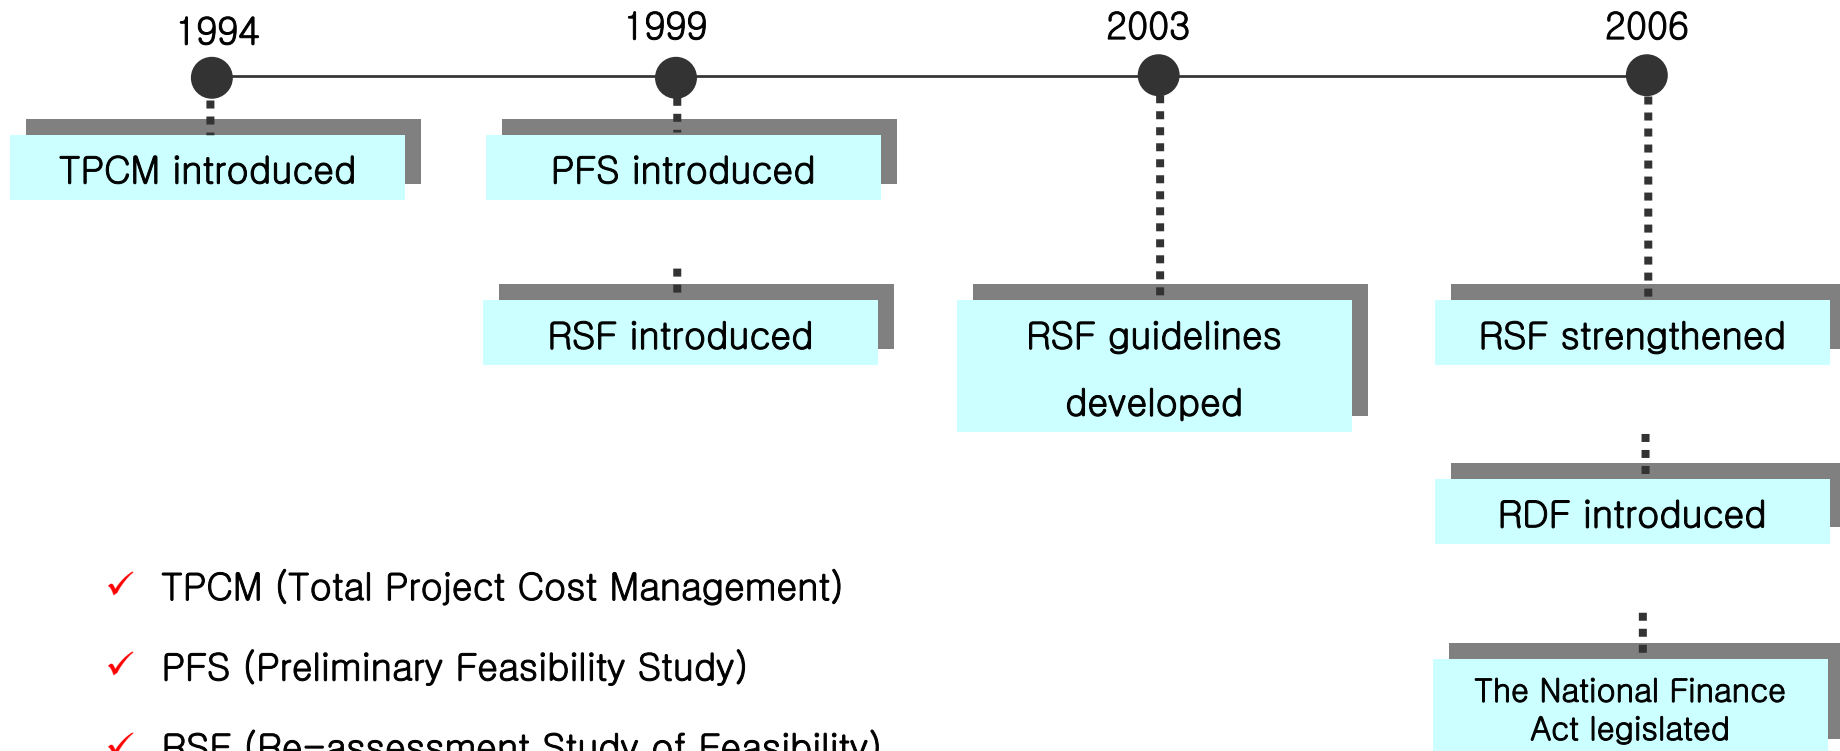 1994
1999
2003
2006
TPCM introduced
PFS introduced
RSF introduced
RSF guidelines
developed
RSF strengthened
RDF introduced
The National Finance
Act legislated
✓ TPCM (Total Project Cost Management)
✓ PFS (Preliminary Feasibility Study)
✓ RSF (Re-assessment Study of Feasibility)